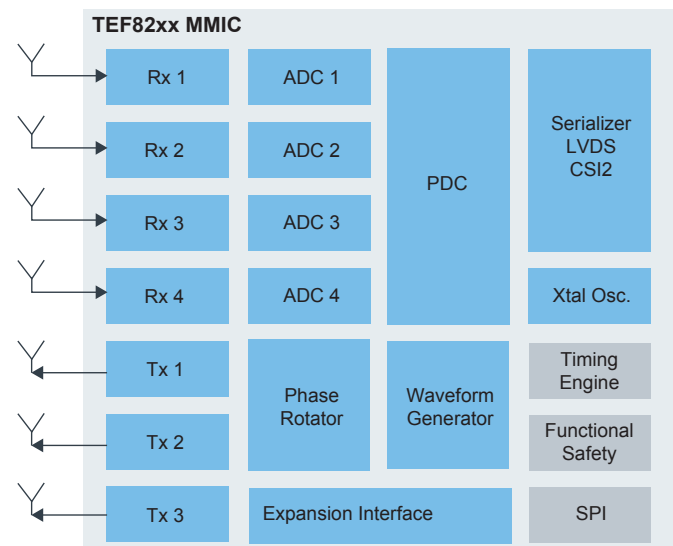 TEF82xx MMIC
Rx 1
ADC 1
Rx 2
ADC 2
Rx 3
ADC 3
Rx 4
ADC 4
PDC
Serializer
LVDS
CSI2
Xtal Osc.
Tx 1
Tx 2
Tx 3
Phase
Rotator
Waveform
Generator
Expansion Interface
Timing
Engine
Functional
Safety
SPI